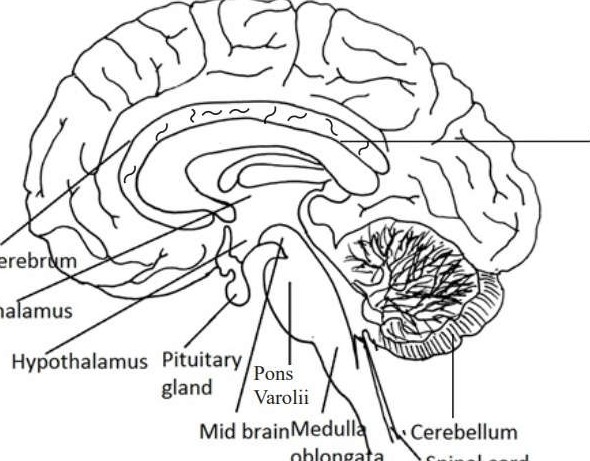 erebrum
halamus
Hypothalamus
Pituitary
gland
Pons
Varolii
Mid brain
Medulla
oblongata
Cerebellum
Spinal cord